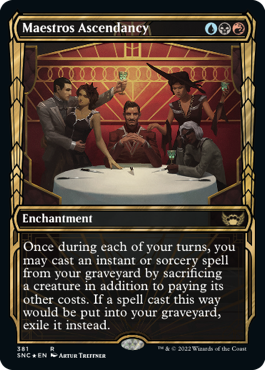 Maestros Ascendancy
Enchantment
Once during each of your turns, you
may cast an instant or sorcery spell
from your graveyard by sacrificing
a creature in addition to paying its
other costs. If a spell cast this way
would be put into your graveyard,
exile it instead.
381 R
SNC ★ EN Artur Treffner
™ & © 2022 Wizards of the Coast